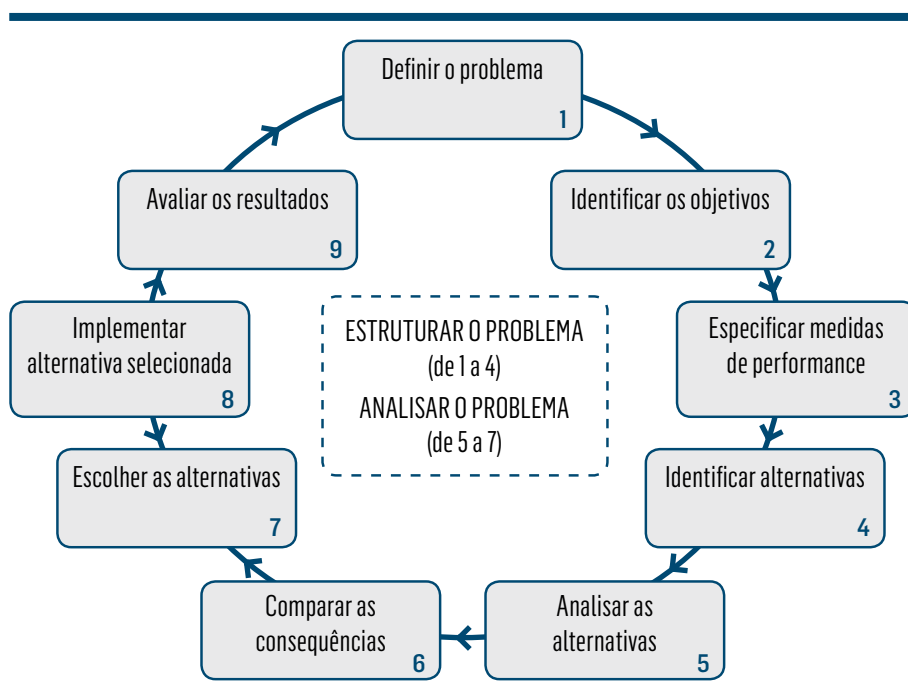 Definir o problema
1
Identificar os objetivos
2
Especificar medidas
de performance
3
Identificar alternativas
4
Analisar as
alternativas
5
Comparar as
consequências
6
Escolher as alternativas
7
Implementar
alternativa selecionada
8
Avaliar os resultados
9
ESTRUTURAR O PROBLEMA
(de 1 a 4)
ANALISAR O PROBLEMA
(de 5 a 7)